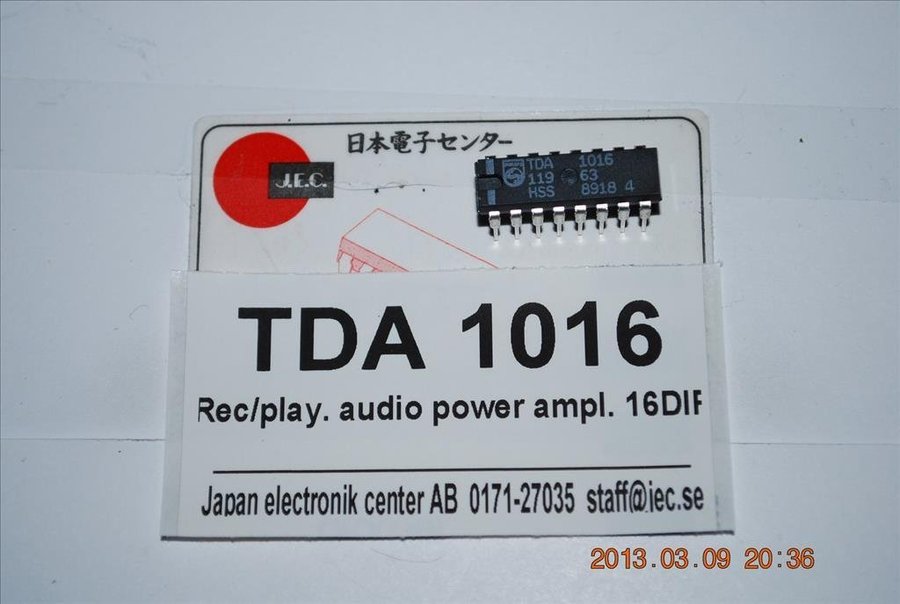 日本電子センター
J.E.C.
TDA 1016
119 63
HSS 8918 4
TDA 1016
Rec/play. audio power ampl. 16DIP
Japan electronik center AB 0171-27035 staff@jec.se
2013.03.09 20:36